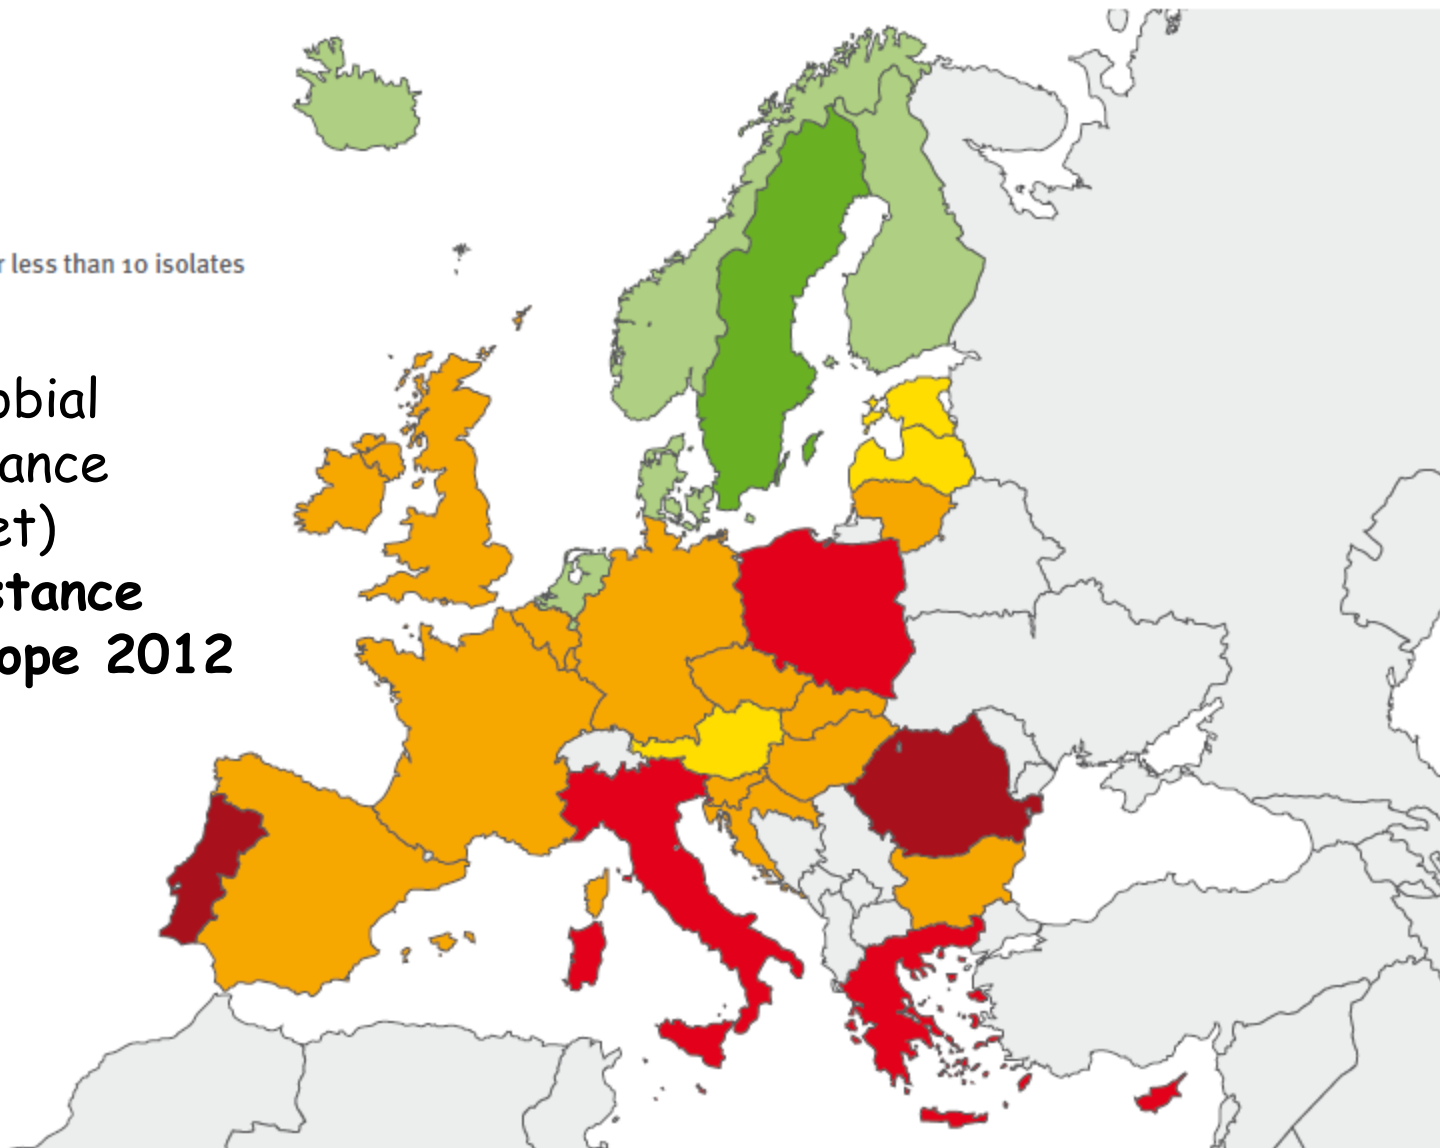 r less than 10 isolates
obial
ance
et)
stance
ope 2012